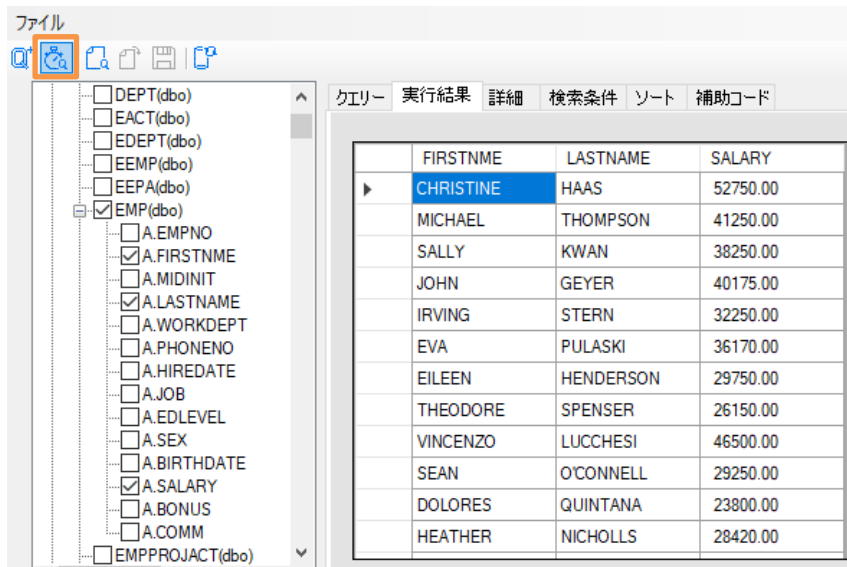 ファイル
DEPT(dbo)
EACT(dbo)
EDEPT(dbo)
EEMP(dbo)
EEPA(dbo)
EMP(dbo)
A.EMPNO
A.FIRSTNME
A.MIDINIT
A.LASTNAME
A.WORKDEPT
A.PHONENO
A.HIREDATE
A.JOB
A.EDLEVEL
A.SEX
A.BIRTHDATE
A.SALARY
A.BONUS
A.COMM
EMPPROJACT(dbo)
クエリー 実行結果 詳細 検索条件 ソート 補助コード
FIRSTNME LASTNAME SALARY
CHRISTINE HAAS 52750.00
MICHAEL THOMPSON 41250.00
SALLY KWAN 38250.00
JOHN GEYER 40175.00
IRVING STERN 32250.00
EVA PULASKI 36170.00
EILEEN HENDERSON 29750.00
THEODORE SPENSER 26150.00
VINCENZO LUCCHESI 46500.00
SEAN O'CONNELL 29250.00
DOLORES QUINTANA 23800.00
HEATHER NICHOLLS 28420.00